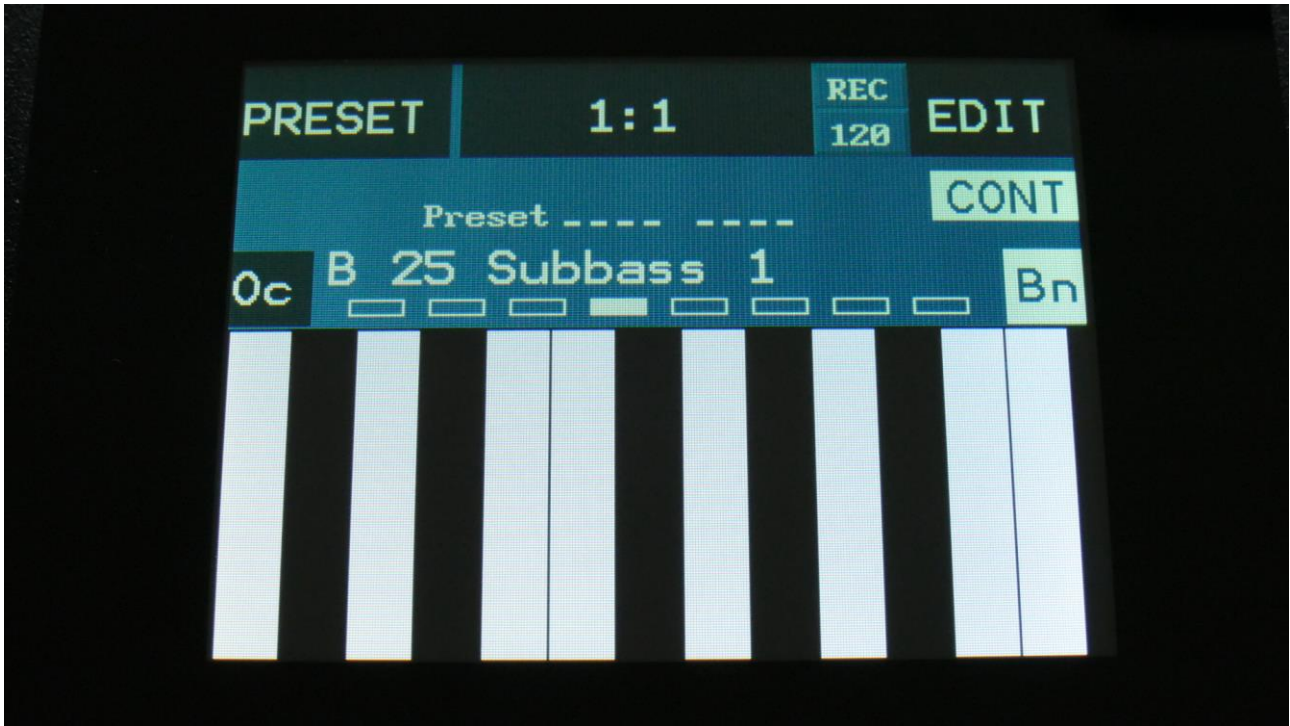 PRESET 1:1 REC EDIT
120
CONT
Preset ---- ----
Oc B 25 Subbass 1 Bn